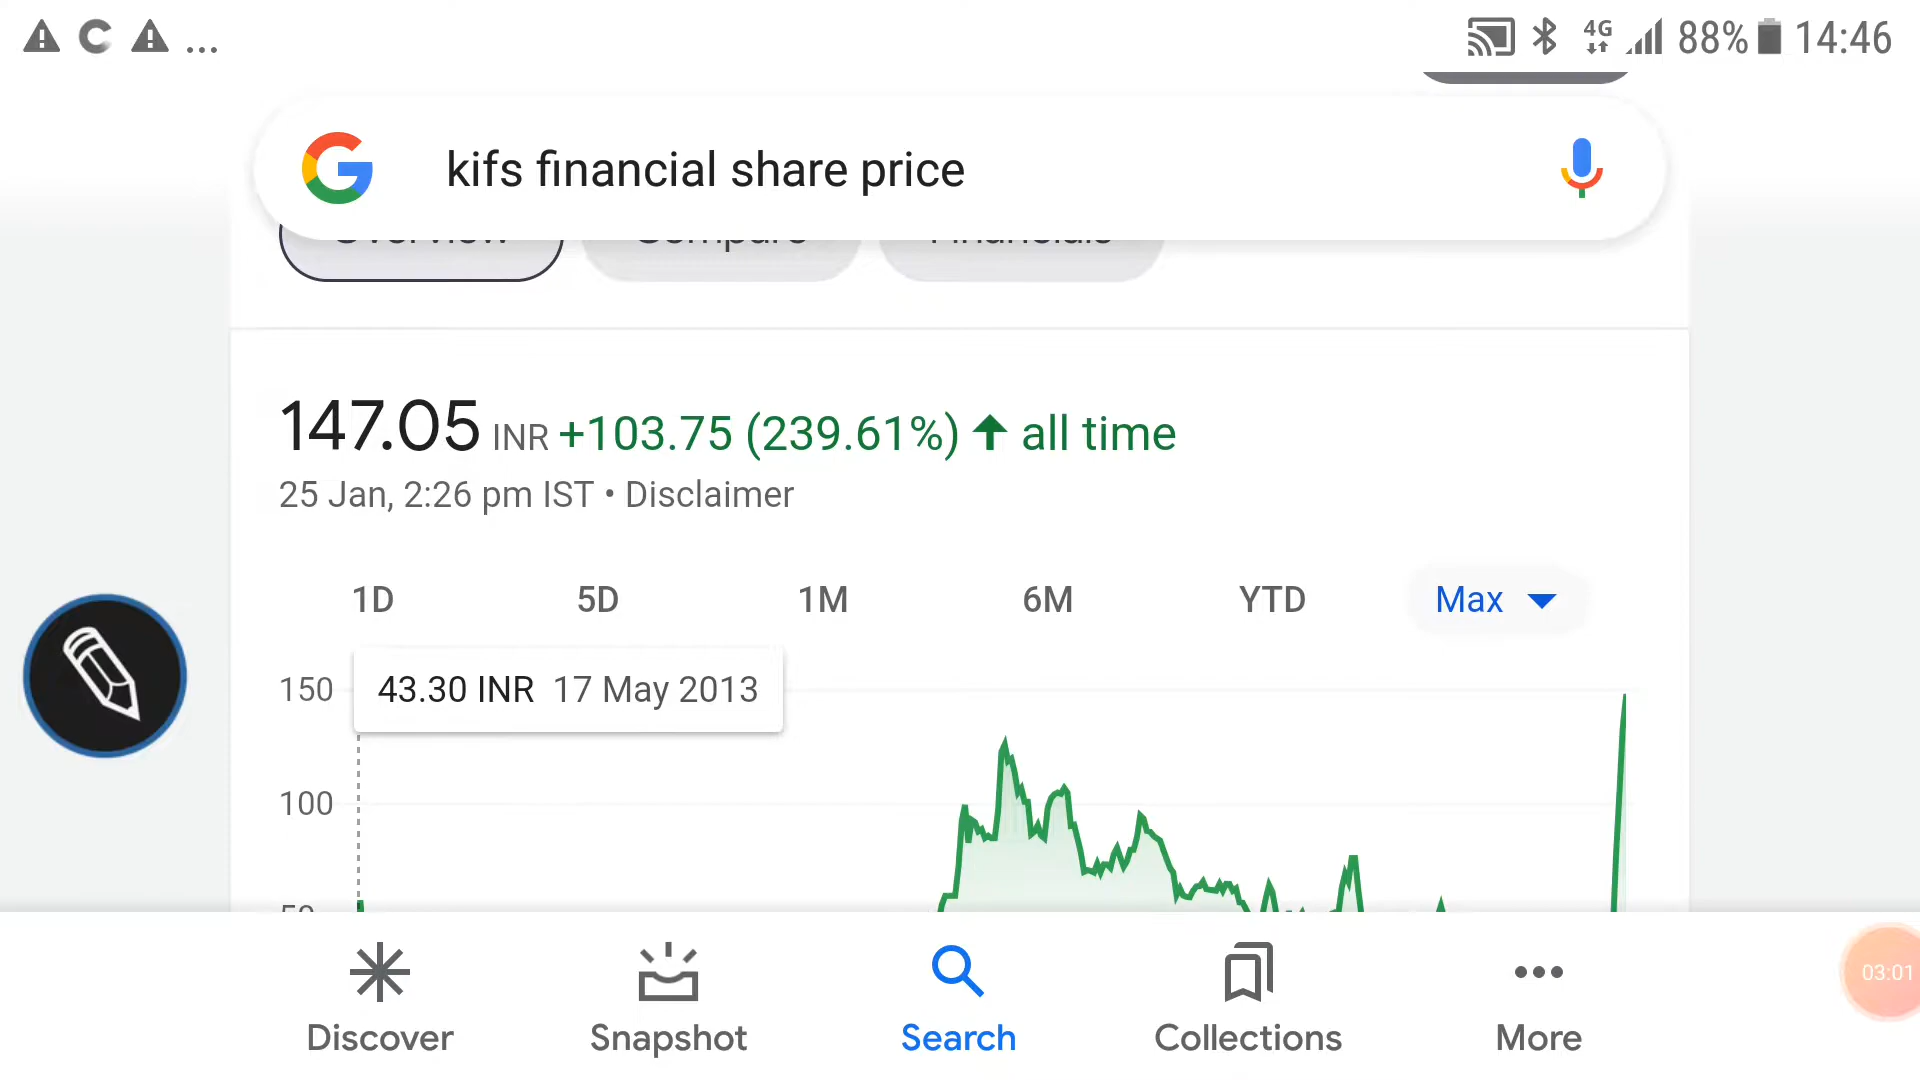 ... 4G 88% 14:46
kifs financial share price
147.05 INR +103.75 (239.61%) all time
25 Jan, 2:26 pm IST • Disclaimer
1D 5D 1M 6M YTD Max
150 43.30 INR 17 May 2013
100
Discover Snapshot Search Collections More
03:01